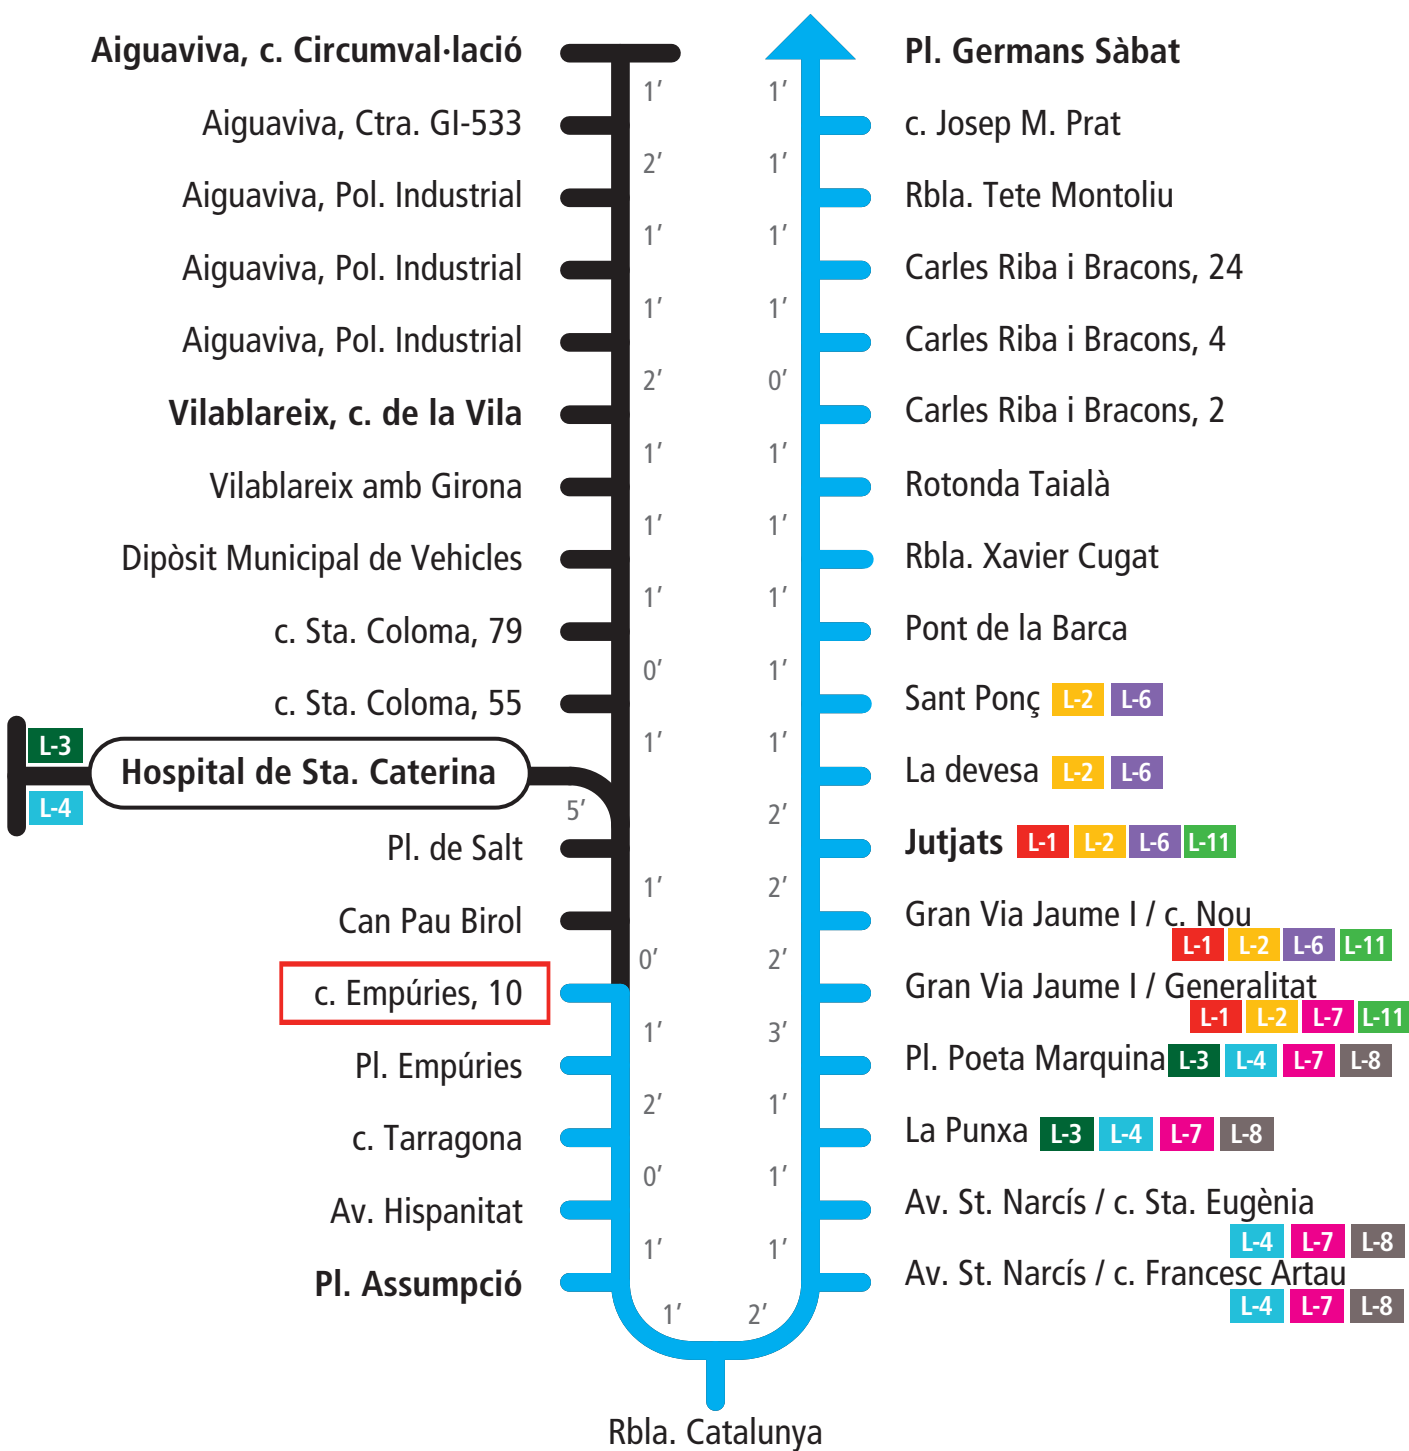 Aiguaviva, c. Circumval·lació
1’
Aiguaviva, Ctra. GI-533
2’
Aiguaviva, Pol. Industrial
1’
Aiguaviva, Pol. Industrial
1’
Aiguaviva, Pol. Industrial
2’
Vilablareix, c. de la Vila
1’
Vilablareix amb Girona
1’
Dipòsit Municipal de Vehicles
1’
c. Sta. Coloma, 79
0’
c. Sta. Coloma, 55
1’
L-3
Hospital de Sta. Caterina
L-4
5’
Pl. de Salt
1’
Can Pau Birol
0’
c. Empúries, 10
1’
Pl. Empúries
2’
c. Tarragona
0’
Av. Hispanitat
1’
Pl. Assumpció
1’
Rbla. Catalunya
2’
Pl. Germans Sàbat
1’
c. Josep M. Prat
1’
Rbla. Tete Montoliu
1’
Carles Riba i Bracons, 24
1’
Carles Riba i Bracons, 4
0’
Carles Riba i Bracons, 2
1’
Rotonda Taialà
1’
Rbla. Xavier Cugat
1’
Pont de la Barca
1’
Sant Ponç L-2 L-6
1’
La devesa L-2 L-6
2’
Jutjats L-1 L-2 L-6 L-11
2’
Gran Via Jaume I / c. Nou
L-1 L-2 L-6 L-11
2’
Gran Via Jaume I / Generalitat
L-1 L-2 L-7 L-11
3’
Pl. Poeta Marquina L-3 L-4 L-7 L-8
1’
La Punxa L-3 L-4 L-7 L-8
1’
Av. St. Narcís / c. Sta. Eugènia
L-4 L-7 L-8
1’
Av. St. Narcís / c. Francesc Artau
L-4 L-7 L-8